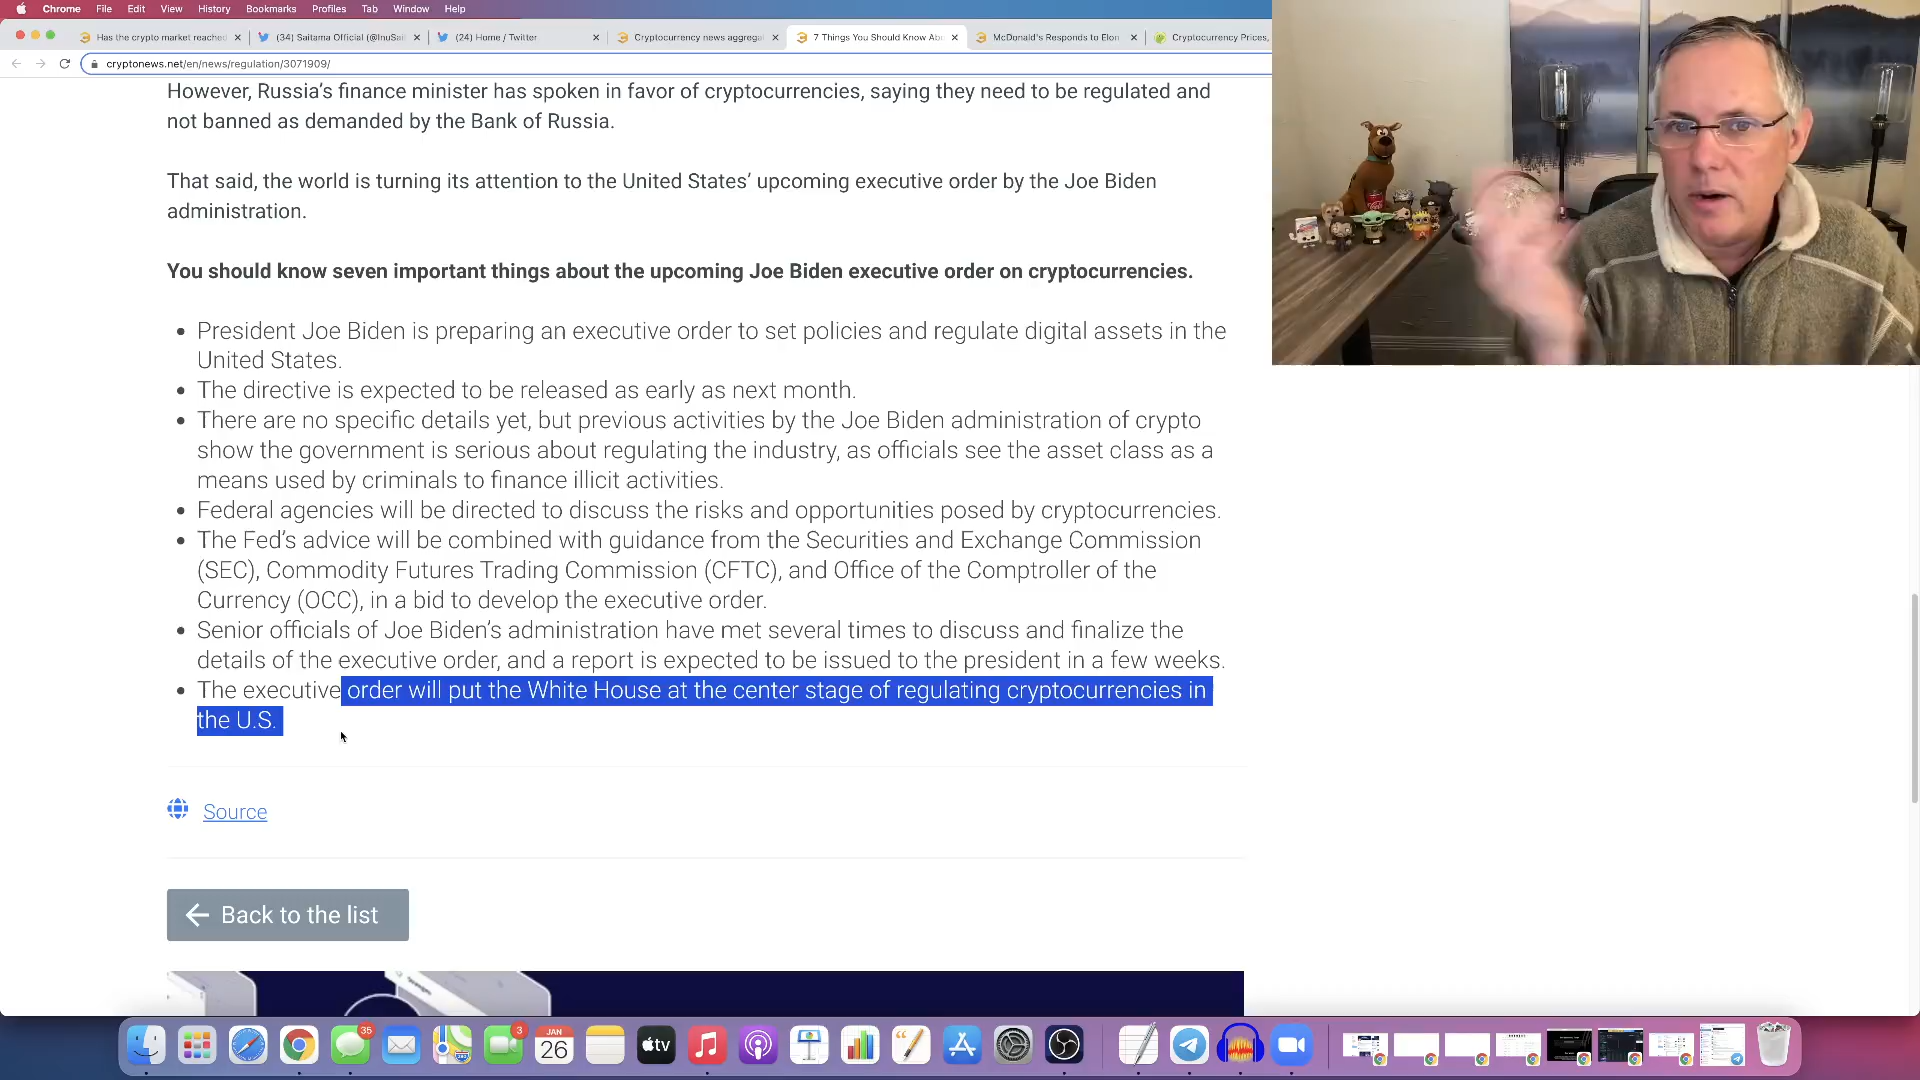 Chrome File Edit View History Bookmarks Profiles Tab Window Help
Has the crypto market reached
(34) Saitama Official (@InuSai
(24) Home / Twitter
Cryptocurrency news aggrega
7 Things You Should Know Ab
McDonald's Responds to Elon
Cryptocurrency Prices,
cryptonews.net/en/news/regulation/3071909/
However, Russia's finance minister has spoken in favor of cryptocurrencies, saying they need to be regulated and
not banned as demanded by the Bank of Russia.
That said, the world is turning its attention to the United States' upcoming executive order by the Joe Biden
administration.
You should know seven important things about the upcoming Joe Biden executive order on cryptocurrencies.
President Joe Biden is preparing an executive order to set policies and regulate digital assets in the
United States.
The directive is expected to be released as early as next month.
There are no specific details yet, but previous activities by the Joe Biden administration of crypto
show the government is serious about regulating the industry, as officials see the asset class as a
means used by criminals to finance illicit activities.
Federal agencies will be directed to discuss the risks and opportunities posed by cryptocurrencies.
The Fed's advice will be combined with guidance from the Securities and Exchange Commission
(SEC), Commodity Futures Trading Commission (CFTC), and Office of the Comptroller of the
Currency (OCC), in a bid to develop the executive order.
Senior officials of Joe Biden's administration have met several times to discuss and finalize the
details of the executive order, and a report is expected to be issued to the president in a few weeks.
The executive order will put the White House at the center stage of regulating cryptocurrencies in
the U.S.
Source
Back to the list
35
3
JAN
26
tv